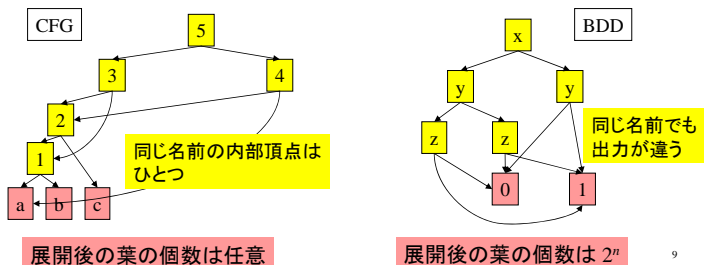 CFG
5
3
4
2
1
a
b
c
同じ名前の内部頂点は
ひとつ
展開後の葉の個数は任意
BDD
x
y
y
z
z
0
1
同じ名前でも
出力が違う
展開後の葉の個数は 2ⁿ
9